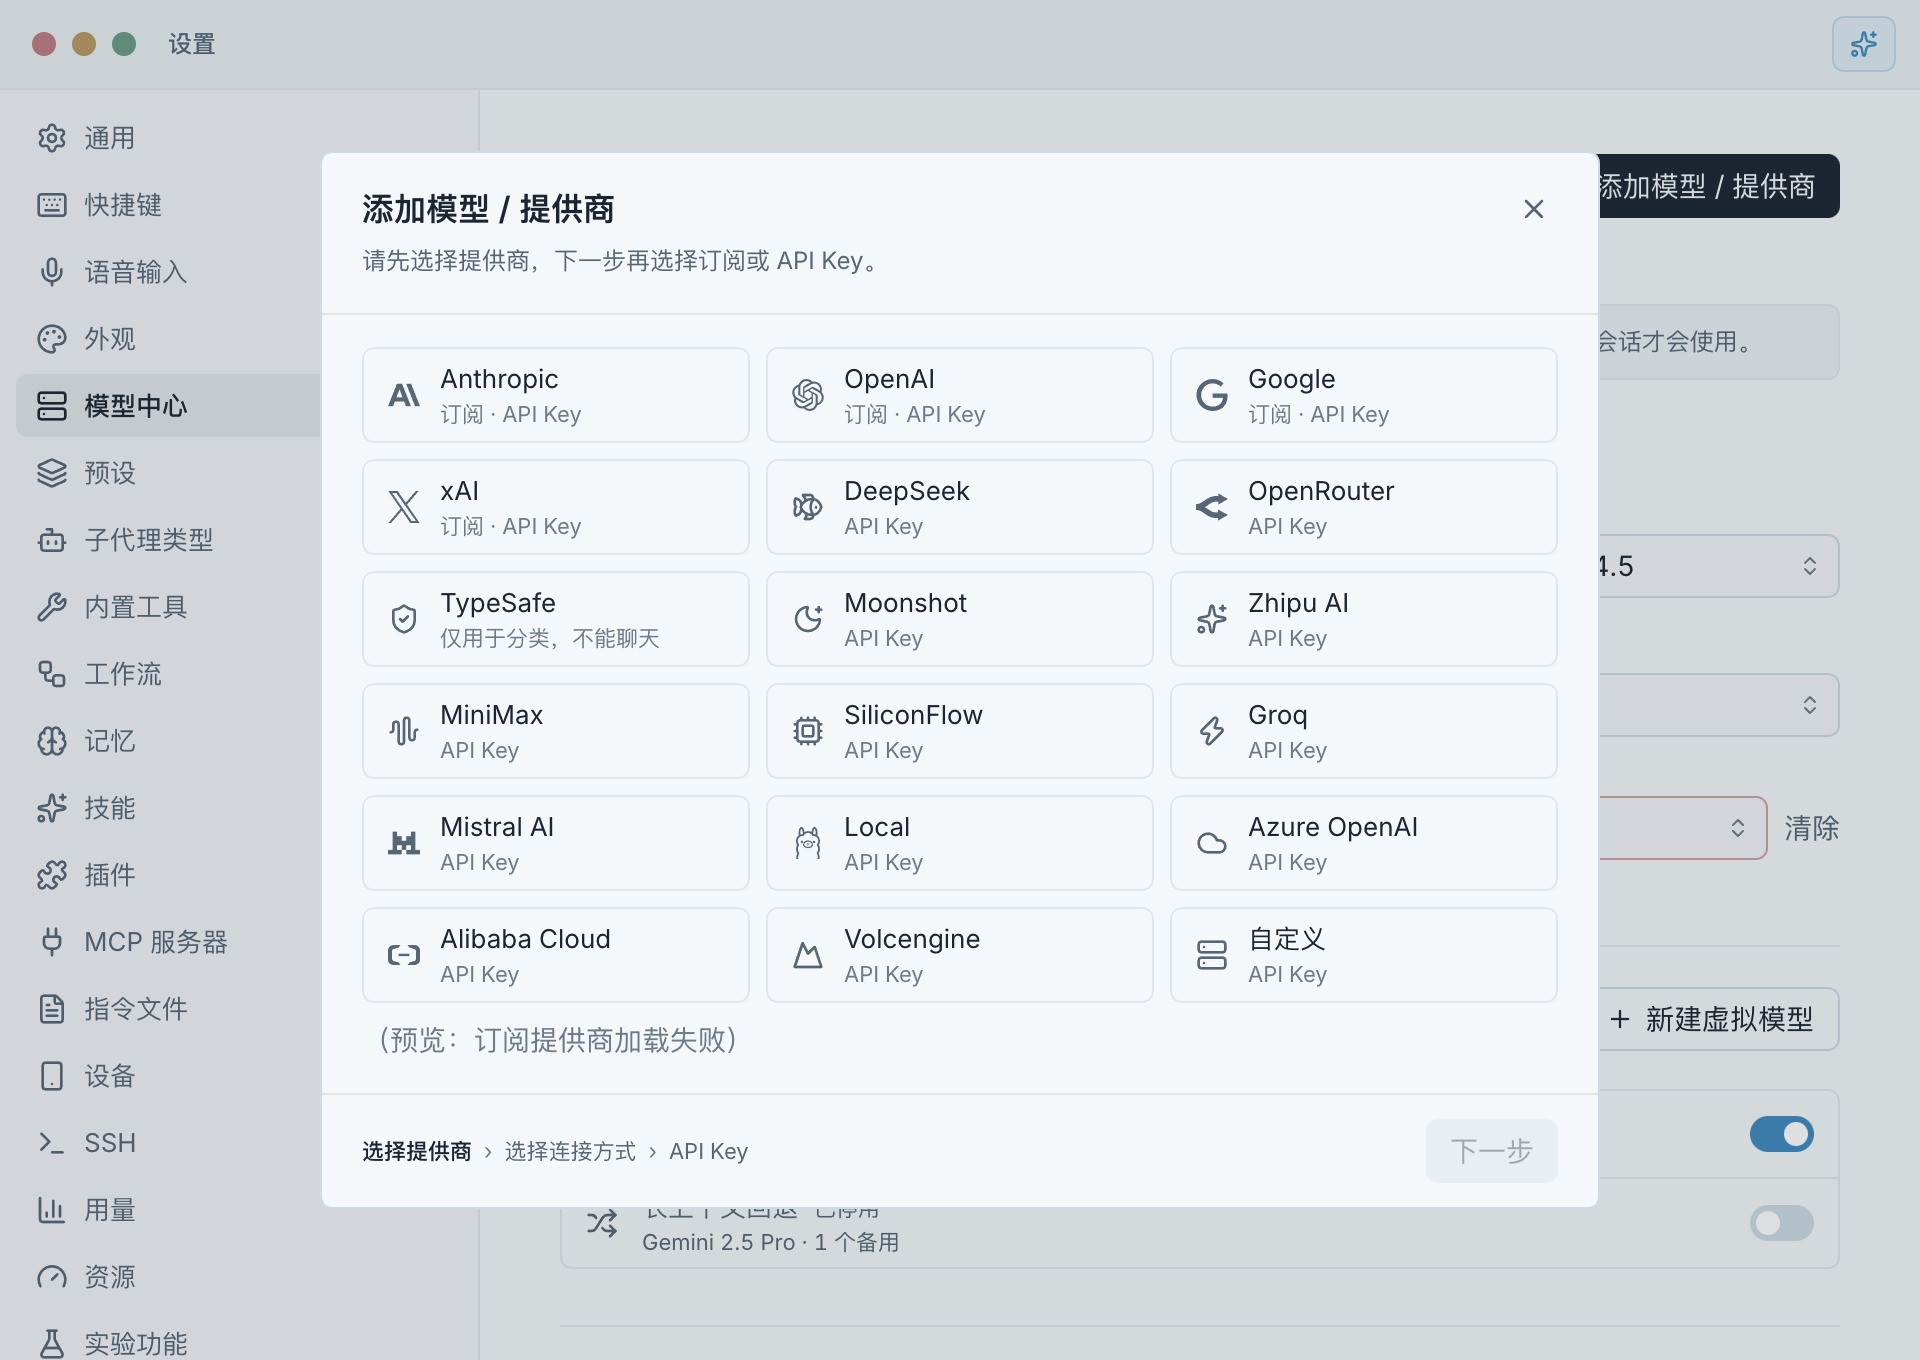 设置
通用
快捷键
语音输入
外观
模型中心
预设
子代理类型
内置工具
工作流
记忆
技能
插件
MCP 服务器
指令文件
设备
SSH
用量
资源
实验功能
添加模型 / 提供商
会话才会使用。
4.5
清除
新建虚拟模型
Gemini 2.5 Pro · 1 个备用
添加模型 / 提供商
请先选择提供商，下一步再选择订阅或 API Key。
Anthropic
订阅 · API Key
OpenAI
订阅 · API Key
Google
订阅 · API Key
xAI
订阅 · API Key
DeepSeek
API Key
OpenRouter
API Key
TypeSafe
仅用于分类，不能聊天
Moonshot
API Key
Zhipu AI
API Key
MiniMax
API Key
SiliconFlow
API Key
Groq
API Key
Mistral AI
API Key
Local
API Key
Azure OpenAI
API Key
Alibaba Cloud
API Key
Volcengine
API Key
自定义
API Key
（预览：订阅提供商加载失败）
选择提供商 › 选择连接方式 › API Key
下一步